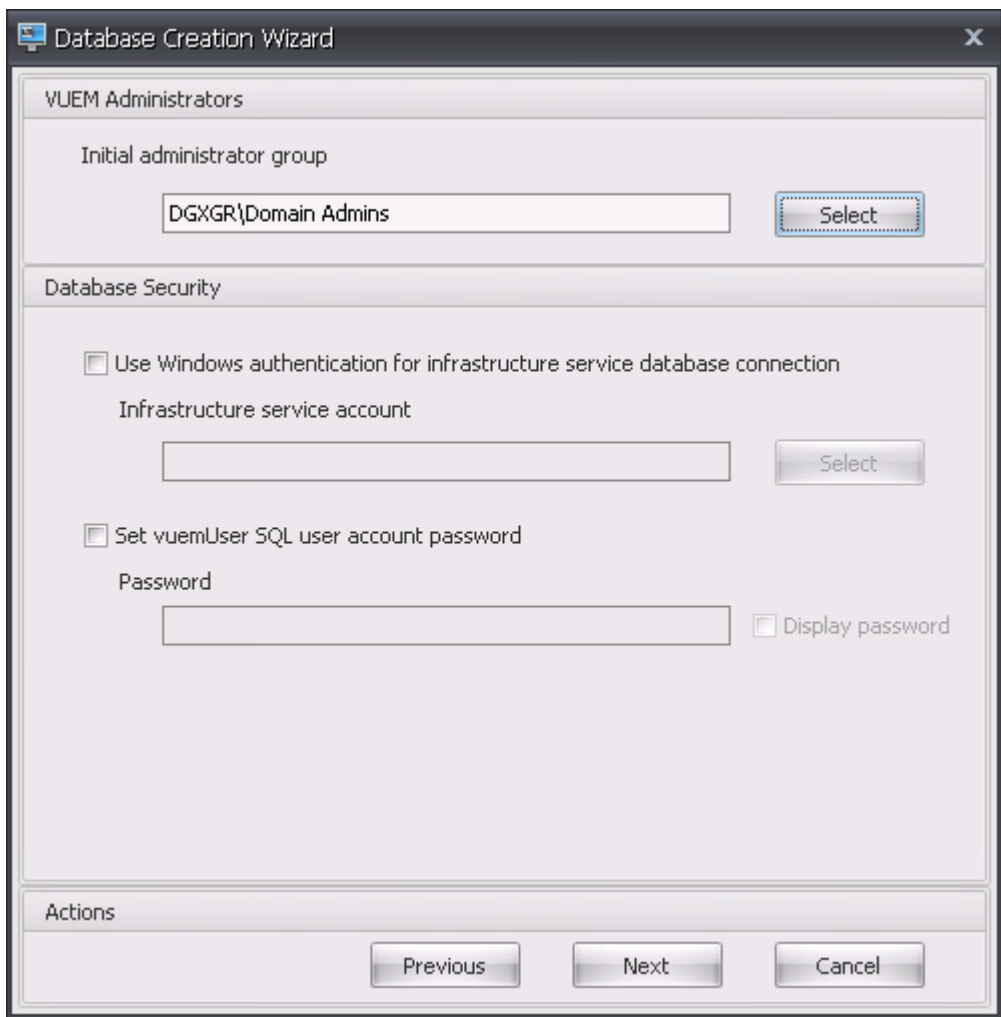 Database Creation Wizard
x
VUEM Administrators
Initial administrator group
DGXGR\Domain Admins
Select
Database Security
Use Windows authentication for infrastructure service database connection
Infrastructure service account
Select
Set vuemUser SQL user account password
Password
Display password
Actions
Previous
Next
Cancel